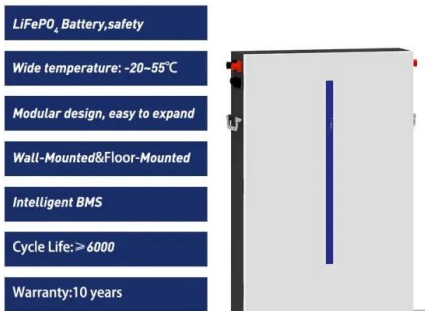 LiFePO₄ Battery,safety
Wide temperature: -20~55℃
Modular design, easy to expand
Wall-Mounted&Floor-Mounted
Intelligent BMS
Cycle Life:≥6000
Warranty:10 years